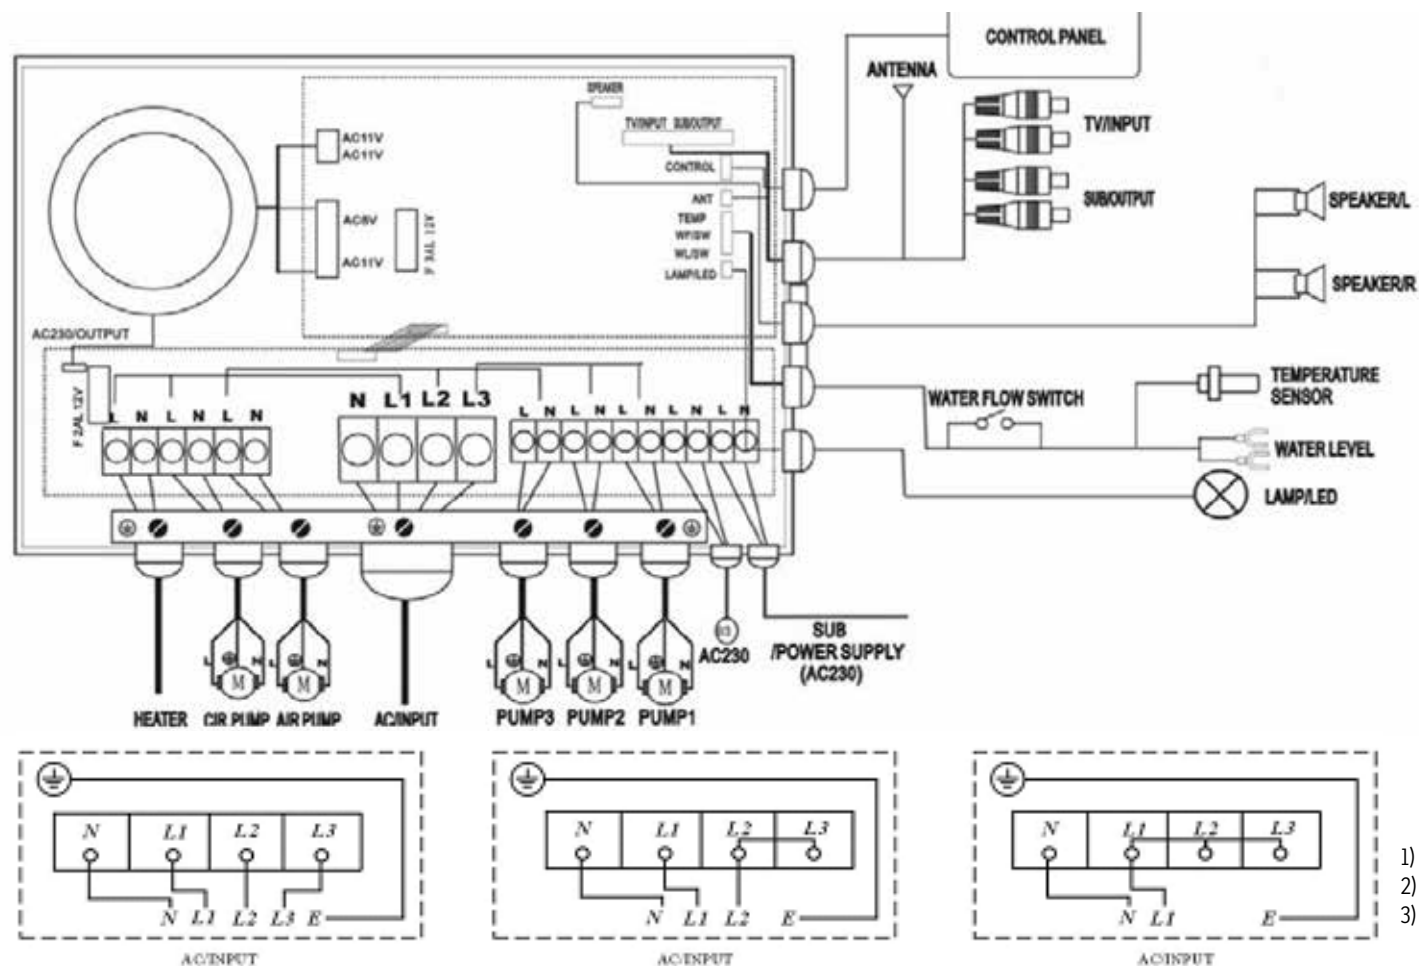 CONTROL PANEL
ANTENNA
TV/INPUT
SUB/OUTPUT
SPEAKER/L
SPEAKER/R
TEMPERATURE
SENSOR
WATER FLOW SWITCH
WATER LEVEL
LAMP/LED
SPEAKER
TV/INPUT SUB/OUTPUT
CONTROL
ANT
TEMP
WF/SW
WL/SW
LAMP/LED
AC11V
AC11V
AC11V
F 3AL 12V
AC230/OUTPUT
F 2AL 12V
L N L N L N
N L1 L2 L3
L N L N L N L N L N
L N L N
M M
L N L N L N
M M M
HEATER CIR PUMP AIR PUMP AC/INPUT PUMP3 PUMP2 PUMP1
AC230
SUB
/POWER SUPPLY
(AC230)
N L1 L2 L3
N L1 L2 L3 E
AC/INPUT
N L1 L2 L3
N L1 L2 E
AC/INPUT
N L1 L2 L3
N L1 E
AC/INPUT
1)
2)
3)